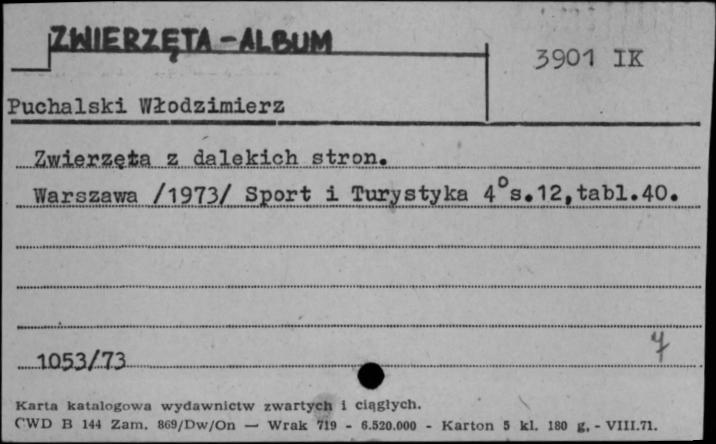 ZWIERZĘTA - ALBUM
3901 IK
Puchalski Włodzimierz
Zwierzęta z dalekich stron.
Warszawa /1973/ Sport i Turystyka 4° s.12,tabl.40.
1053/73
Karta katalogowa wydawnictw zwartych i ciągłych.
CWD B 144 Zam. 869/Dw/On — Wrak 719 - 6.520.000 - Karton 5 kl. 180 g. - VIII.71.